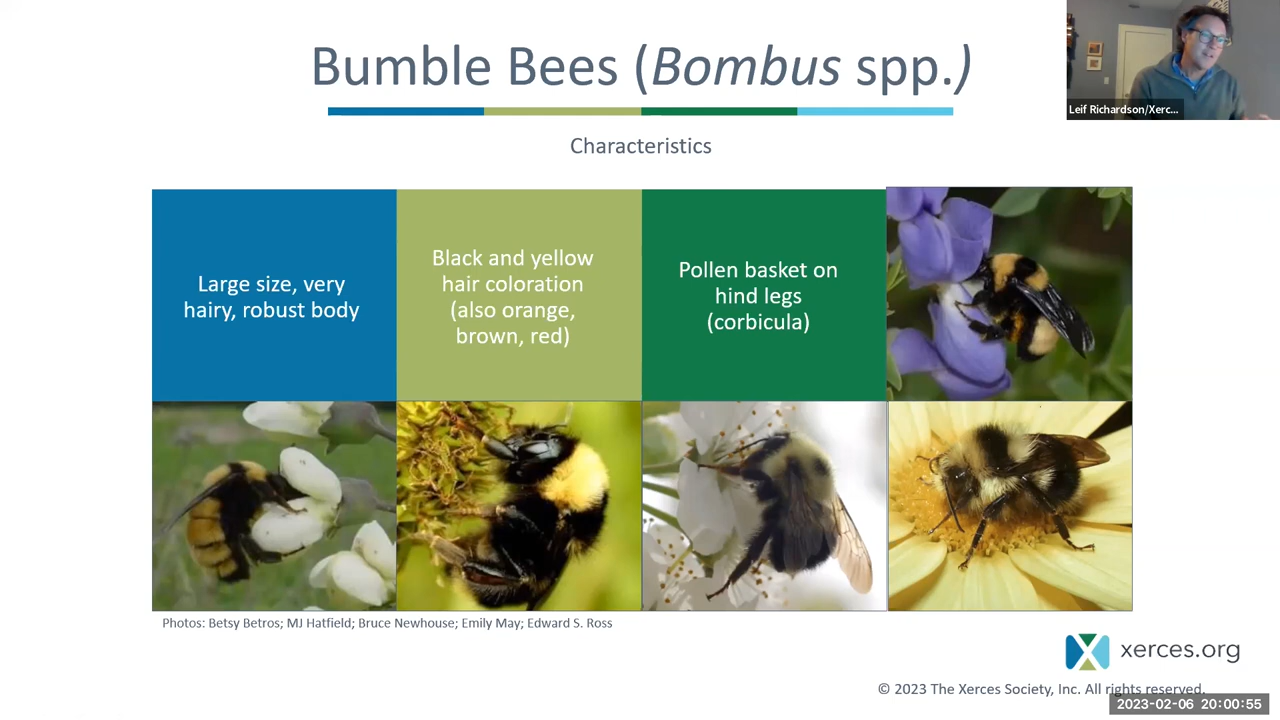 Bumble Bees (Bombus spp.)
Leif Richardson/Xerc...
Characteristics
Large size, very
hairy, robust body
Black and yellow
hair coloration
(also orange,
brown, red)
Pollen basket on
hind legs
(corbicula)
Photos: Betsy Betros; MJ Hatfield; Bruce Newhouse; Emily May; Edward S. Ross
xerces.org
© 2023 The Xerces Society, Inc. All rights reserved.
2023-02-06 20:00:55